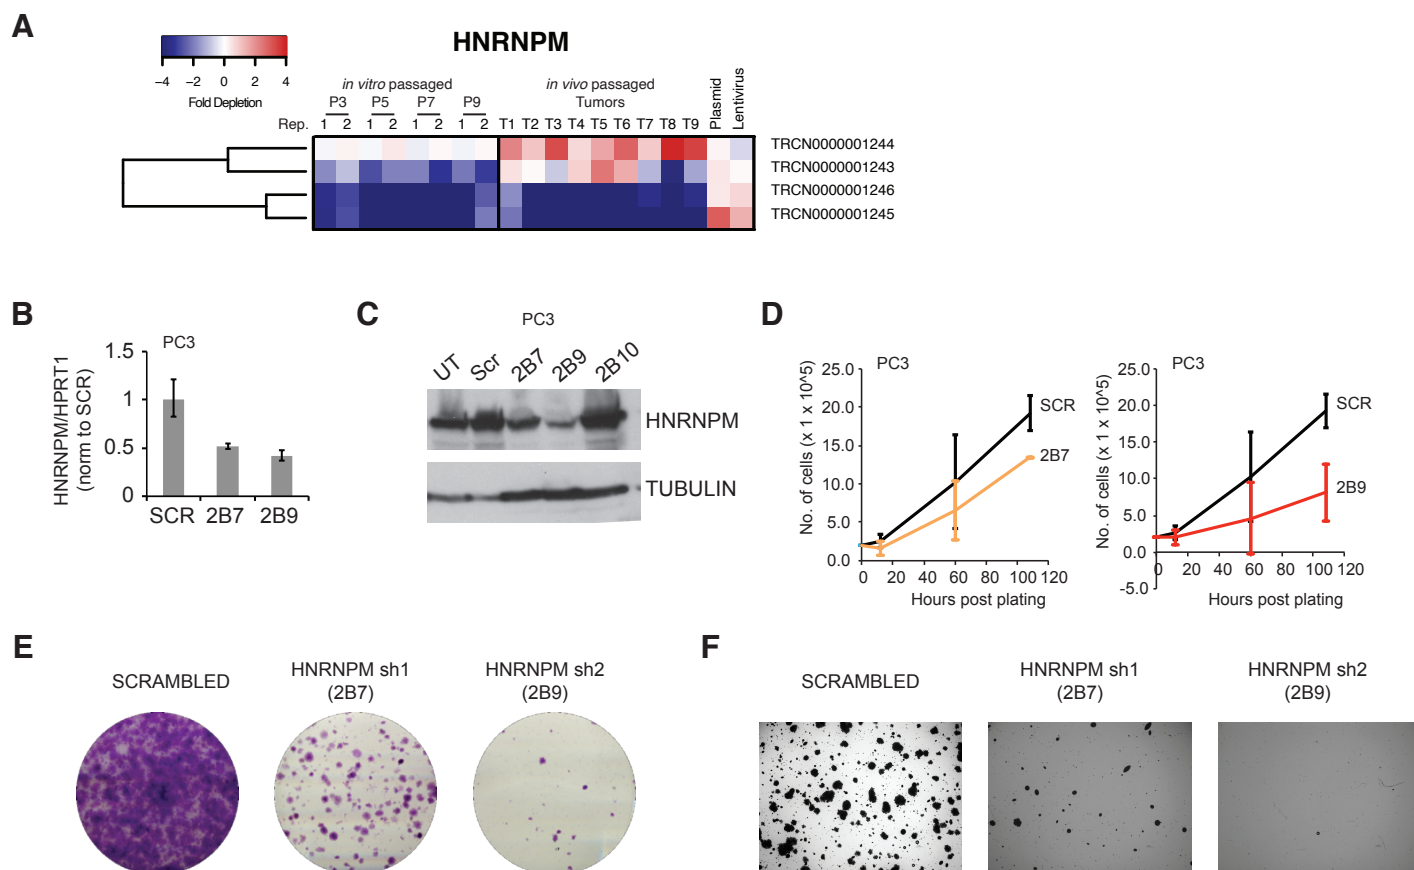 A
HNRNPM
−4 −2 0 2 4
Fold Depletion
in vitro passaged
in vivo passaged
P3 P5 P7 P9
Tumors
Rep. 1 2 1 2 1 2 1 2 T1 T2 T3 T4 T5 T6 T7 T8 T9 Plasmid Lentivirus
TRCN0000001244
TRCN0000001243
TRCN0000001246
TRCN0000001245
B
PC3
HNRNPM/HPRT1
(norm to SCR)
1.5
1
0.5
0
SCR 2B7 2B9
C
PC3
UT Scr 2B7 2B9 2B10
HNRNPM
TUBULIN
D
PC3
No. of cells (x 1 x 10^5)
25.0
20.0
15.0
10.0
5.0
0.0
SCR
2B7
0 20 40 60 80 100 120
Hours post plating
PC3
No. of cells (x 1 x 10^5)
25.0
20.0
15.0
10.0
5.0
0.0
-5.0
SCR
2B9
0 20 40 60 80 100 120
Hours post plating
E
SCRAMBLED
HNRNPM sh1
(2B7)
HNRNPM sh2
(2B9)
F
SCRAMBLED
HNRNPM sh1
(2B7)
HNRNPM sh2
(2B9)